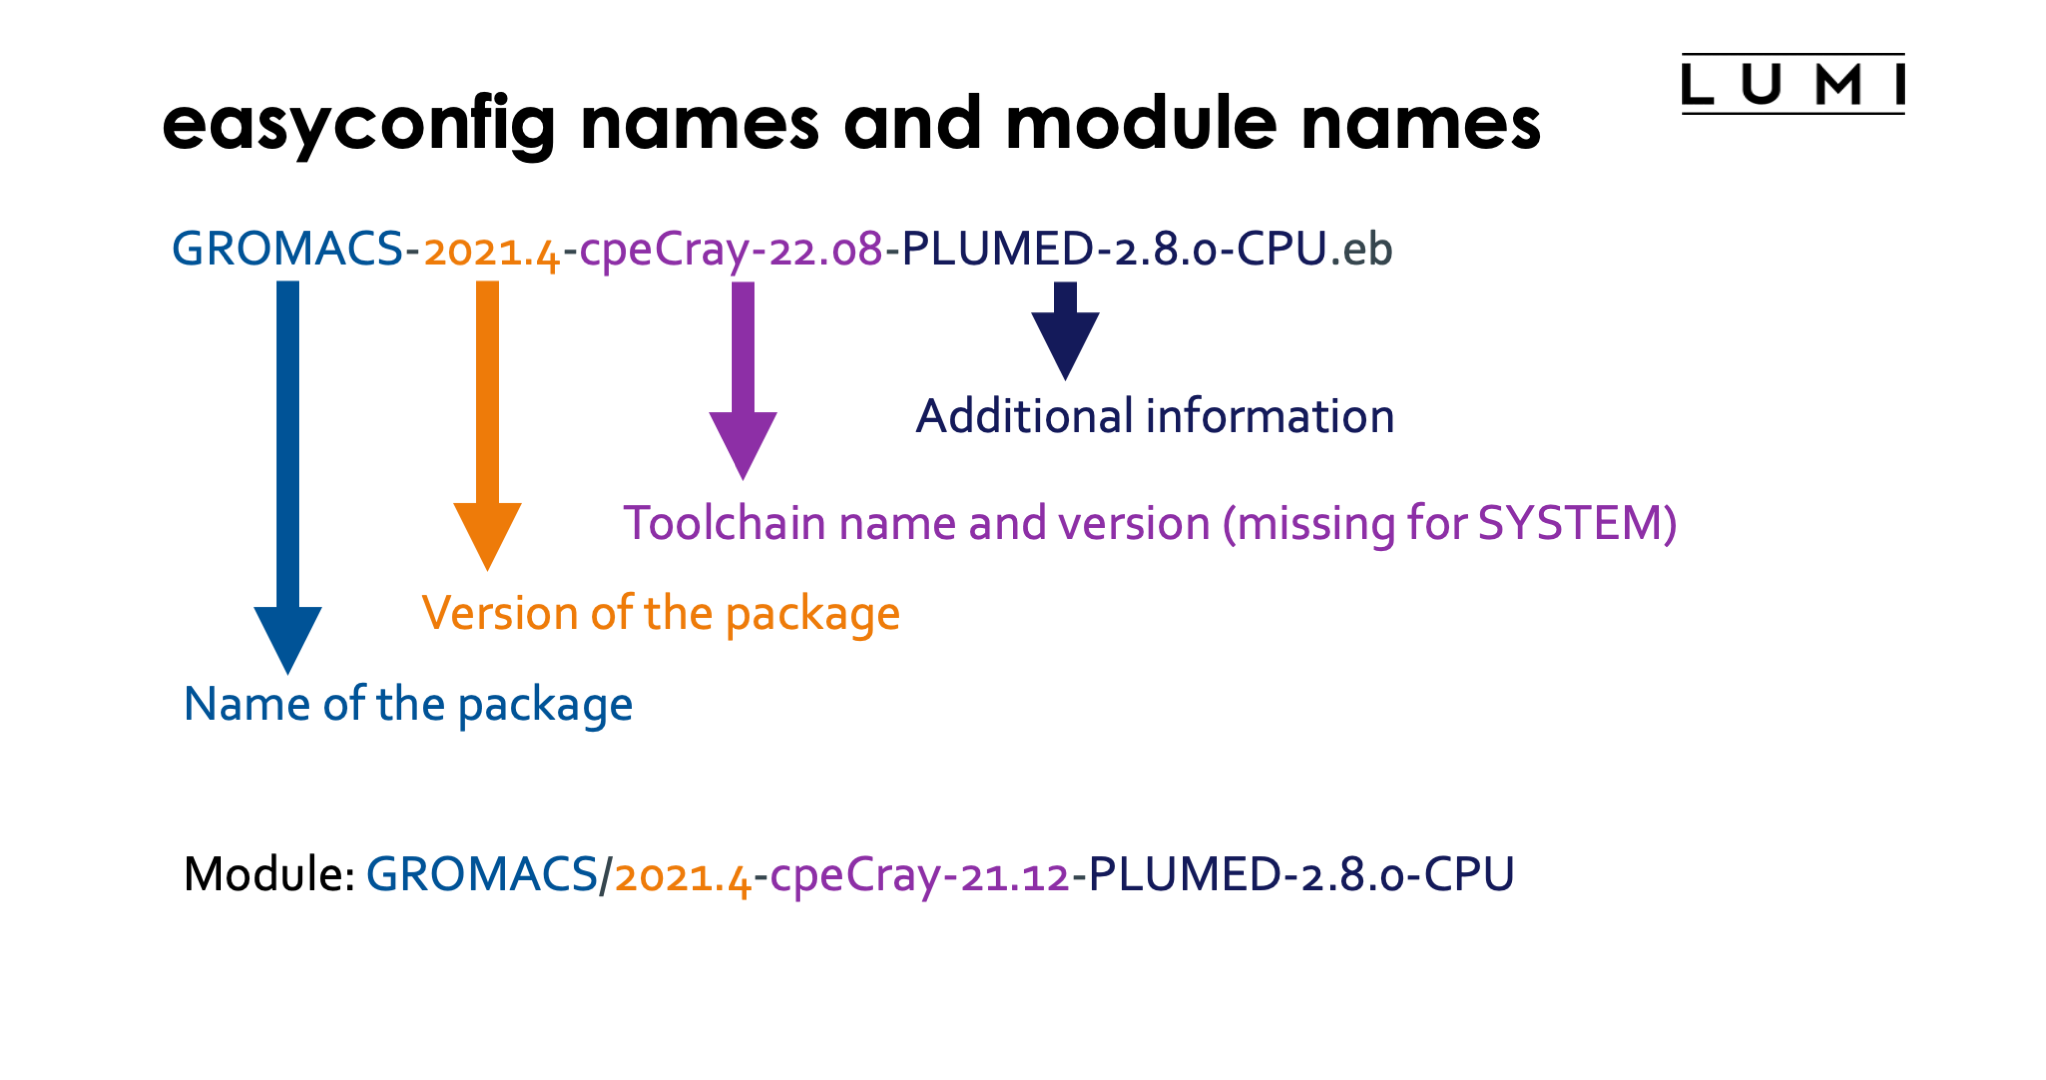 easyconfig names and module names
LUMI
GROMACS-2021.4-cpeCray-22.08-PLUMED-2.8.0-CPU.eb
Additional information
Toolchain name and version (missing for SYSTEM)
Version of the package
Name of the package
Module: GROMACS/2021.4-cpeCray-21.12-PLUMED-2.8.0-CPU